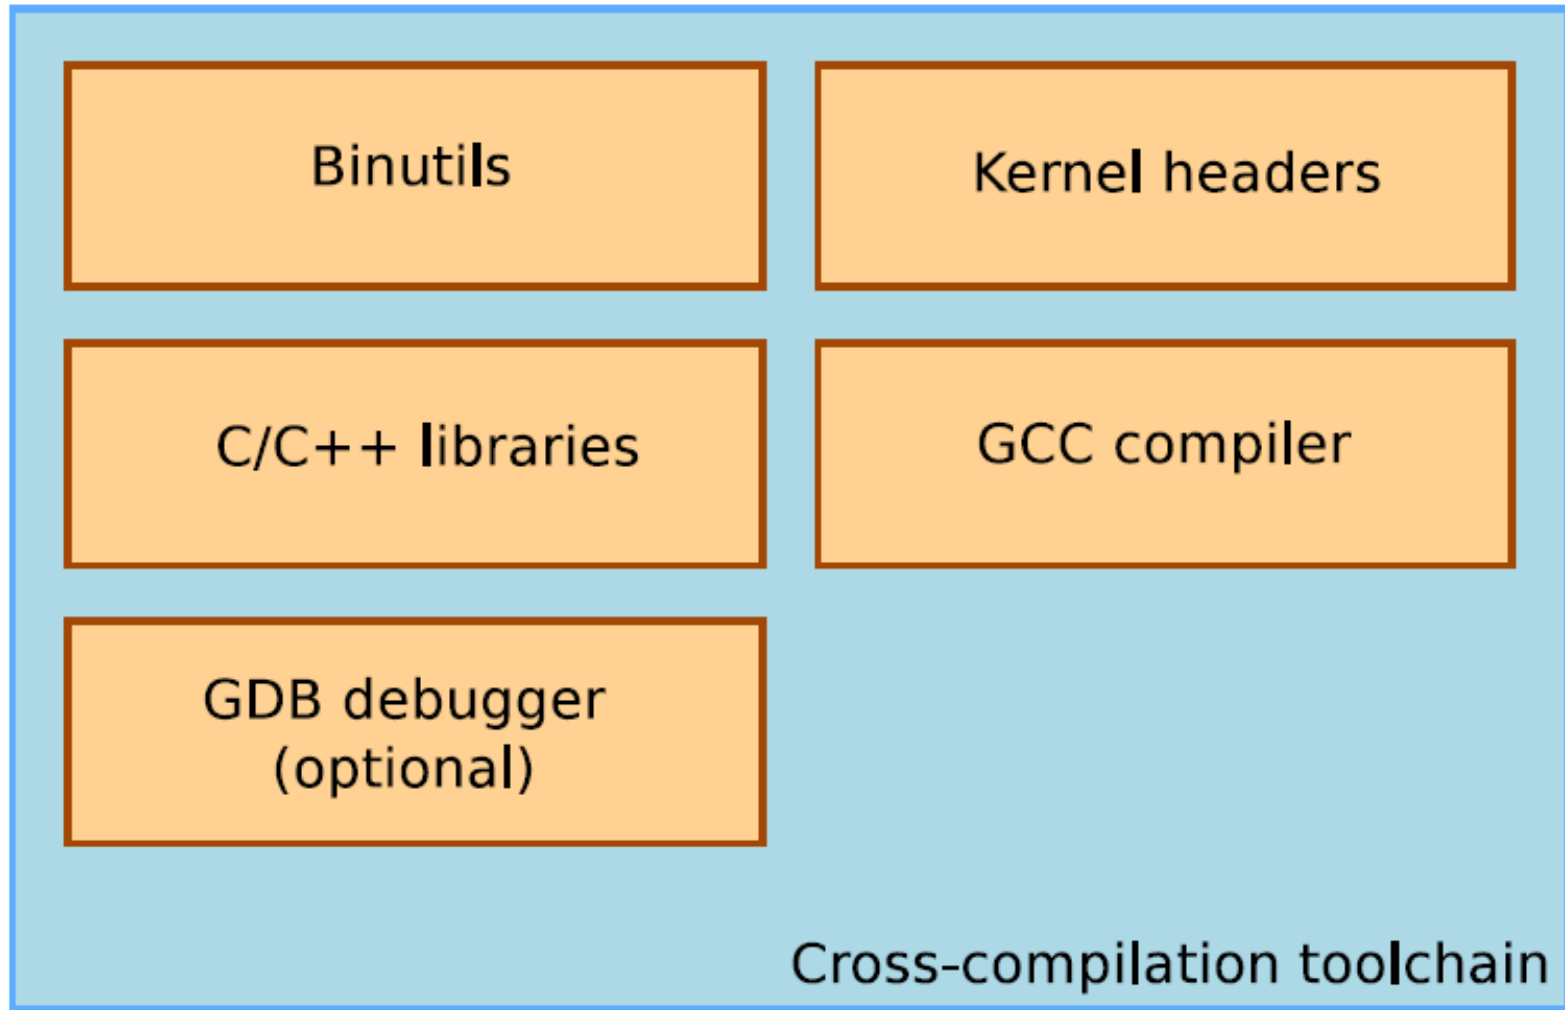 Binutils
Kernel headers
C/C++ libraries
GCC compiler
GDB debugger
(optional)
Cross-compilation toolchain